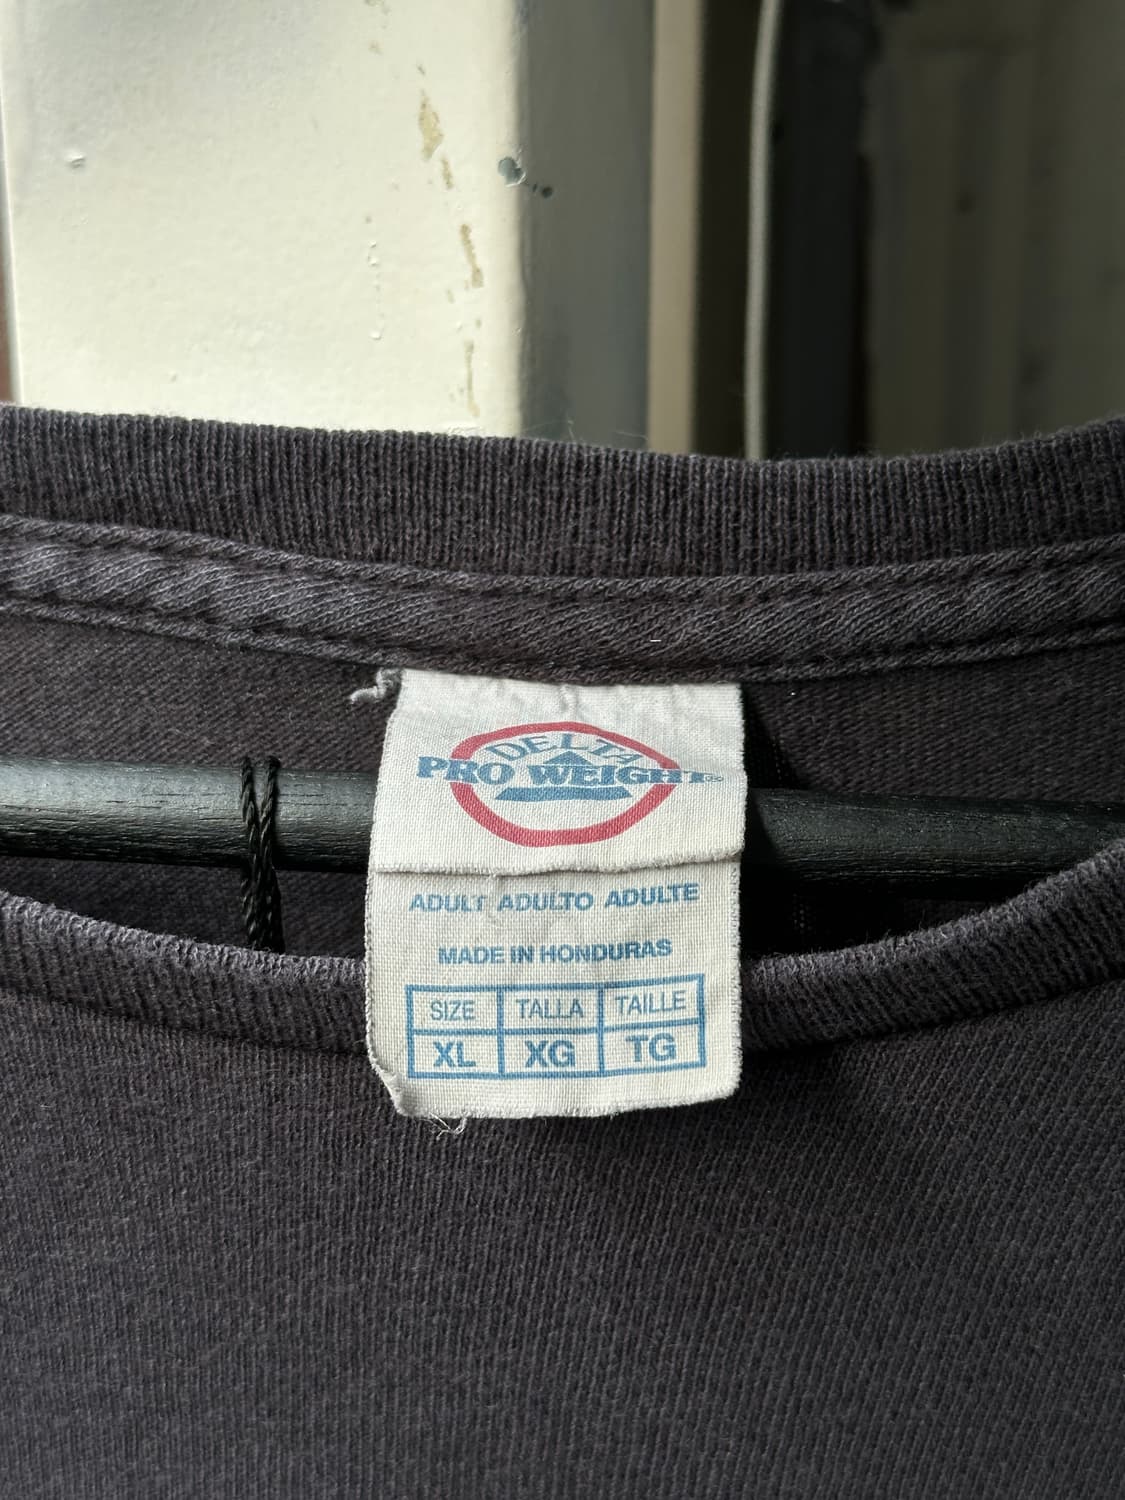 DELTA
PRO WEIGHT®
ADULT ADULTO ADULTE
MADE IN HONDURAS
SIZE TALLA TAILLE
XL XG TG